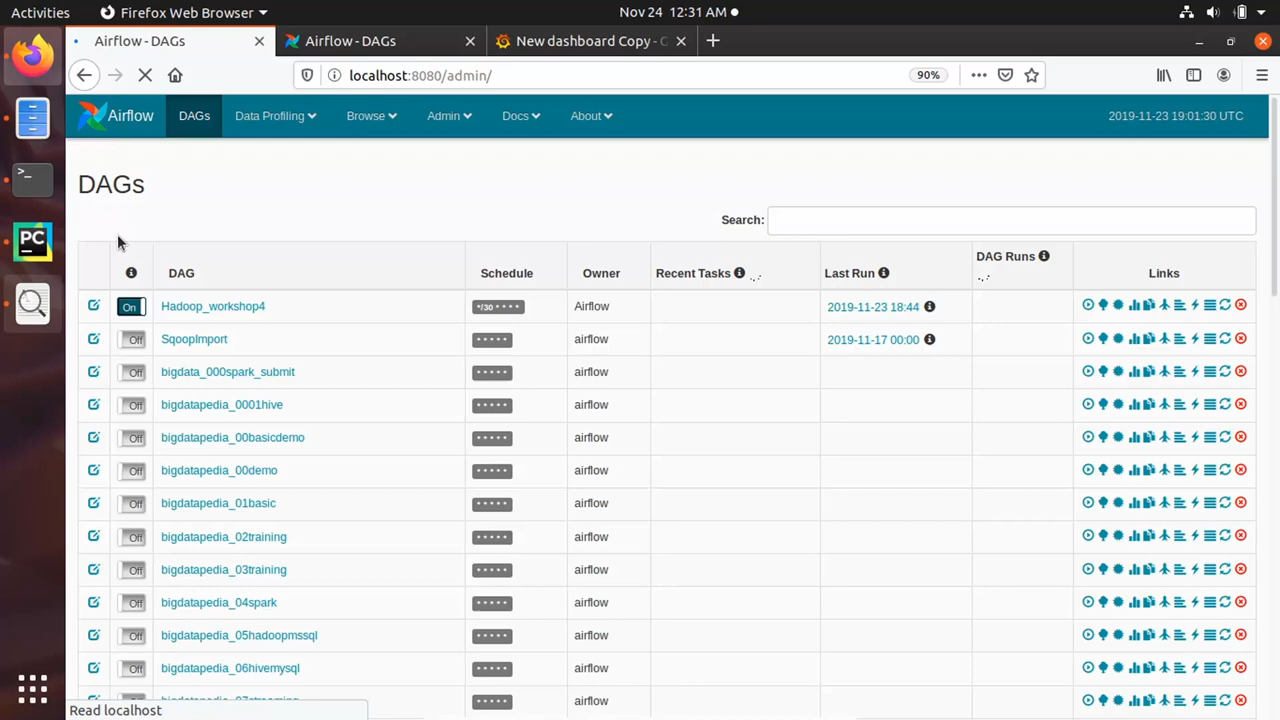 Activities Firefox Web Browser Nov 24 12:31 AM
Airflow - DAGs Airflow - DAGs New dashboard Copy - G
localhost:8080/admin/ 90%
Airflow DAGs Data Profiling Browse Admin Docs About 2019-11-23 19:01:30 UTC
DAGs
Search:
DAG Schedule Owner Recent Tasks Last Run DAG Runs Links
On Hadoop_workshop4 */30 * * * * Airflow 2019-11-23 18:44
Off SqoopImport * * * * * airflow 2019-11-17 00:00
Off bigdata_000spark_submit * * * * * airflow
Off bigdatapedia_0001hive * * * * * airflow
Off bigdatapedia_00basicdemo * * * * * airflow
Off bigdatapedia_00demo * * * * * airflow
Off bigdatapedia_01basic * * * * * airflow
Off bigdatapedia_02training * * * * * airflow
Off bigdatapedia_03training * * * * * airflow
Off bigdatapedia_04spark * * * * * airflow
Off bigdatapedia_05hadoopmssql * * * * * airflow
Off bigdatapedia_06hivemysql * * * * * airflow
Off bigdatapedia_07streaming * * * * * airflow
Read localhost